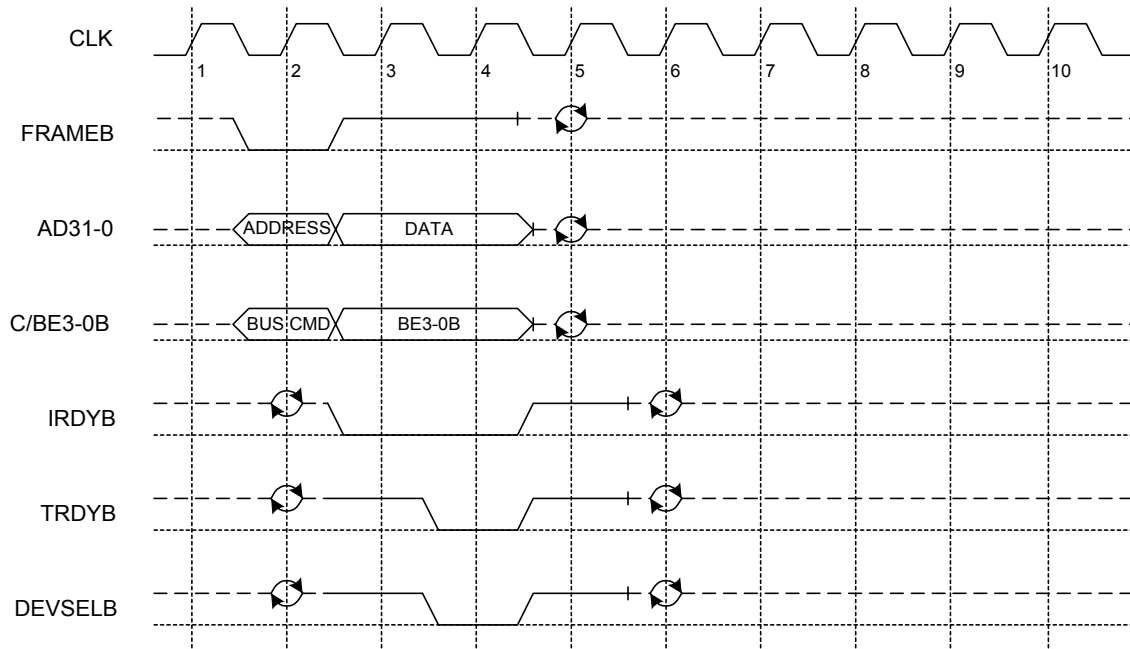 CLK
1 2 3 4 5 6 7 8 9 10
FRAMEB
AD31-0
ADDRESS DATA
C/BE3-0B
BUS CMD BE3-0B
IRDYB
TRDYB
DEVSELB